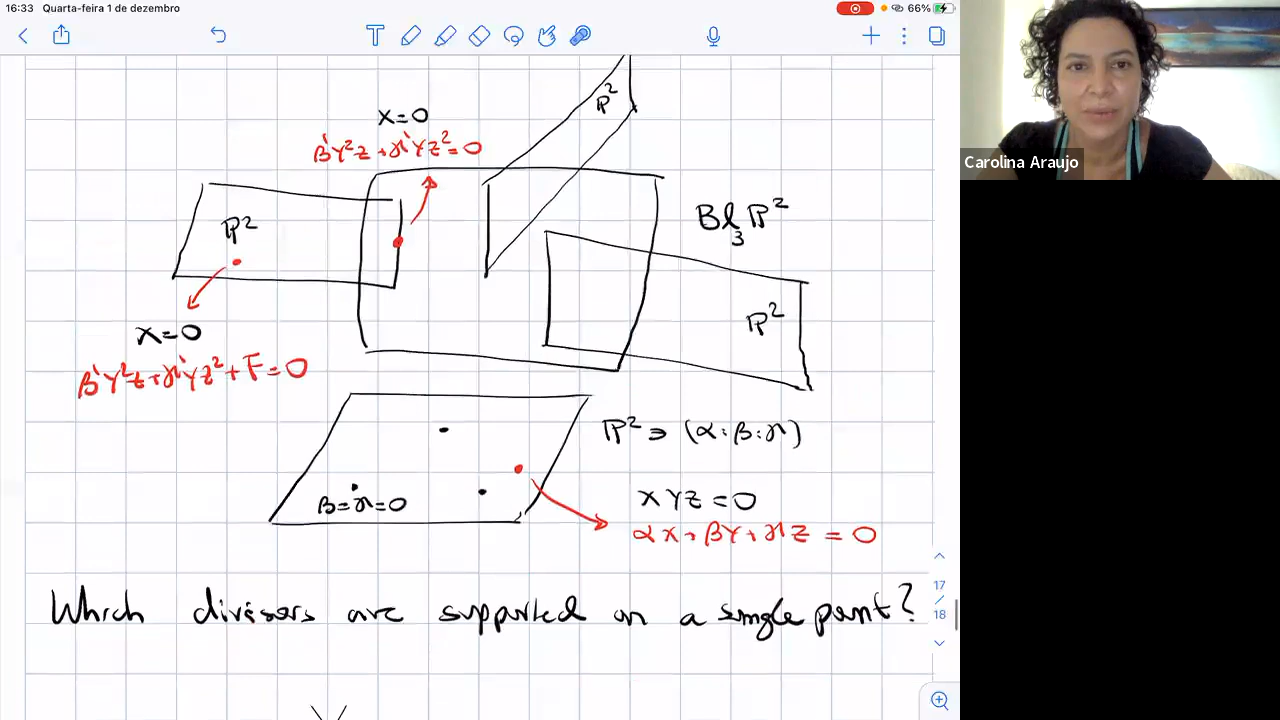 16:33 Quarta-feira 1 de dezembro
66%
Carolina Araujo
P²
X=0
β'Y²Z+γ'YZ²=0
P²
Bl₃P²
P²
X=0
β'Y²Z+γ'YZ²+F=0
P²∋(α:β:γ)
β=γ=0
XYZ=0
αX+βY+γZ=0
Which divisors are supported on a single point?
17
/
18